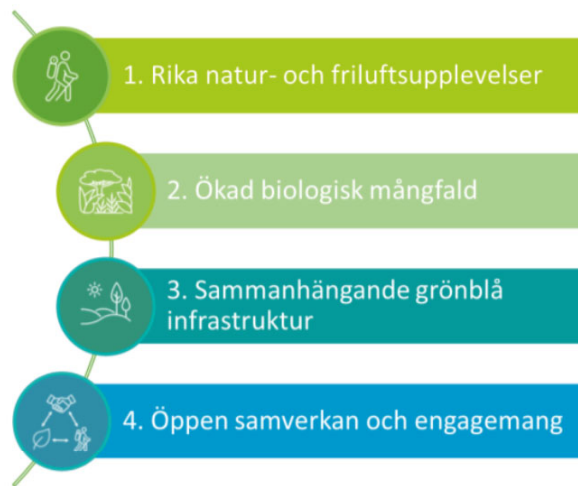 1. Rika natur- och friluftsupplevelser
2. Ökad biologisk mångfald
3. Sammanhängande grönblå
infrastruktur
4. Öppen samverkan och engagemang